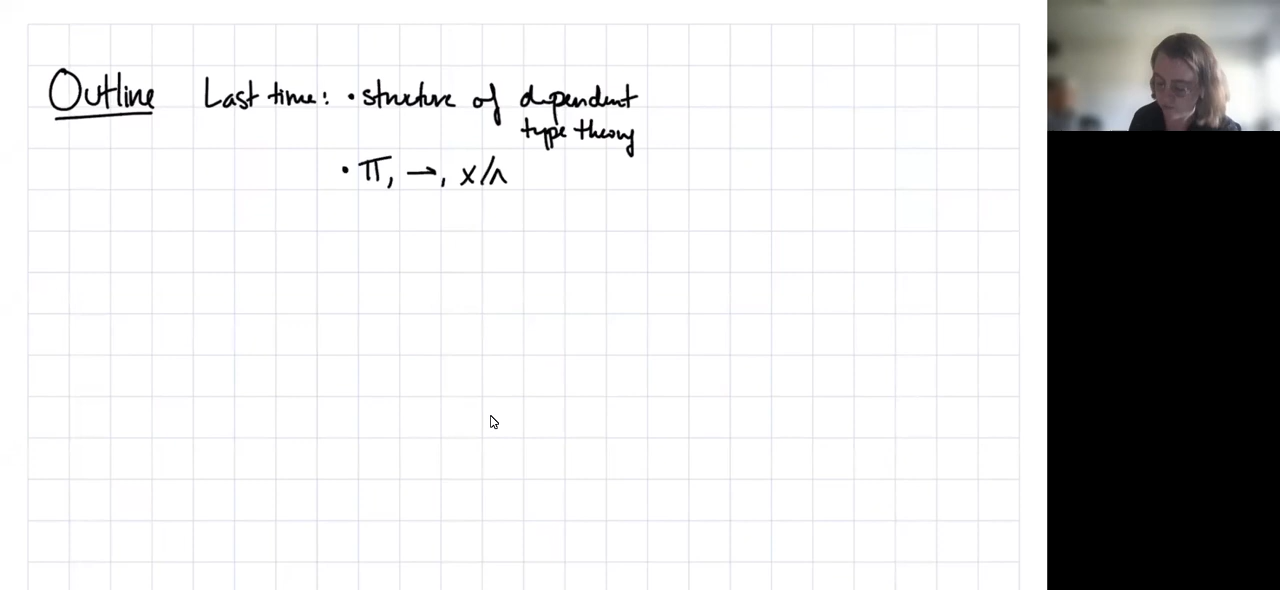 Outline Last time: • structure of dependent
type theory
• Π, →, ×/∧